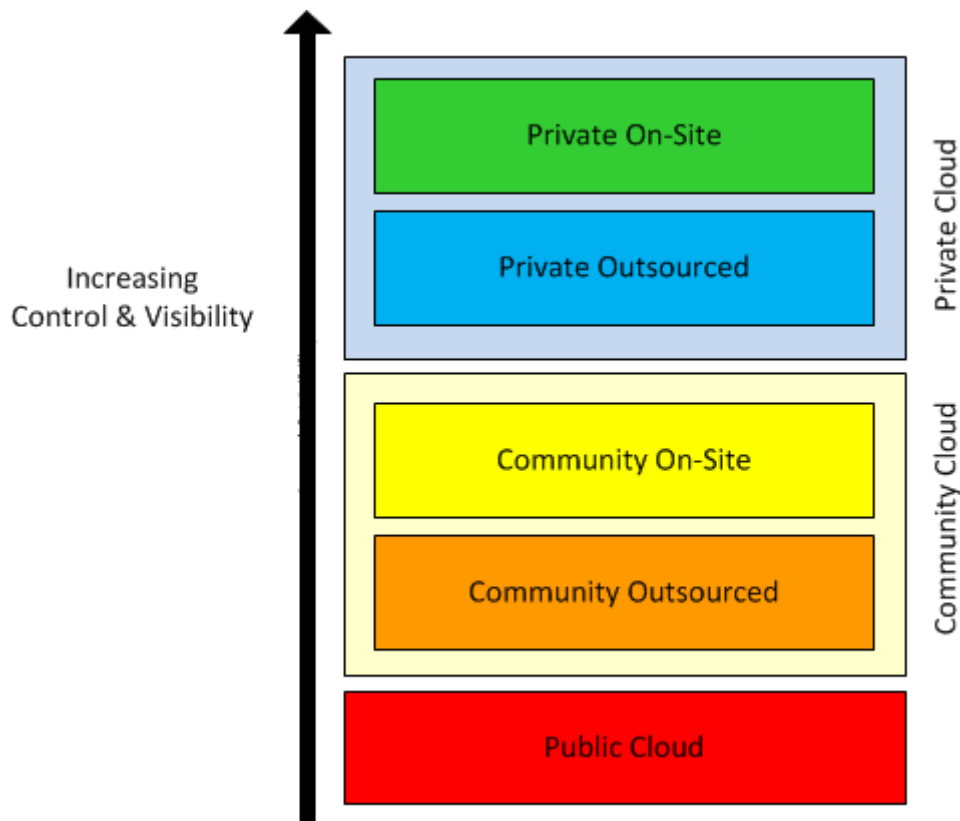 Private On-Site
Private Outsourced
Private Cloud
Increasing
Control & Visibility
Community On-Site
Community Outsourced
Community Cloud
Public Cloud